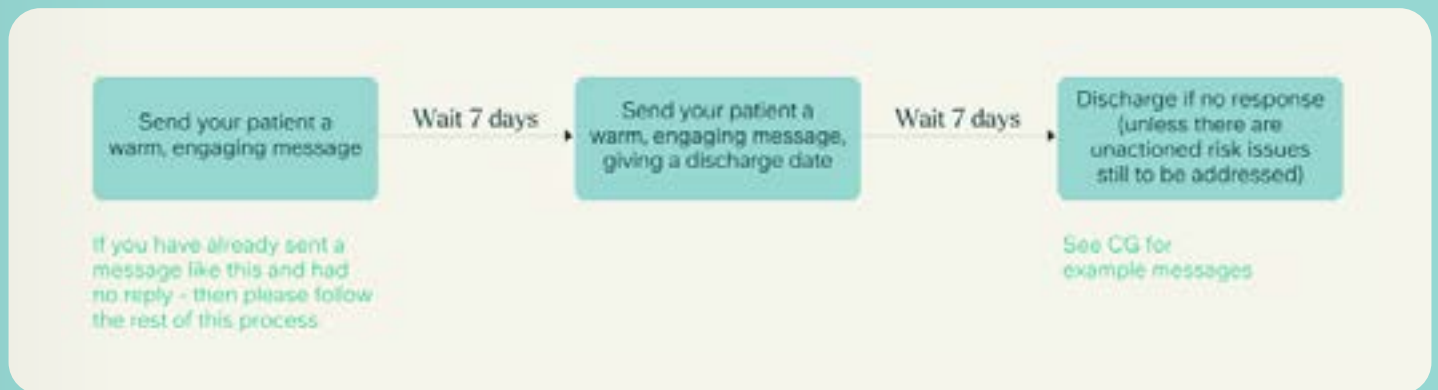 Send your patient a
warm, engaging message
Wait 7 days
Send your patient a
warm, engaging message,
giving a discharge date
Wait 7 days
Discharge if no response
(unless there are
unactioned risk issues
still to be addressed)
If you have already sent a
message like this and had
no reply - then please follow
the rest of this process
See CG for
example messages